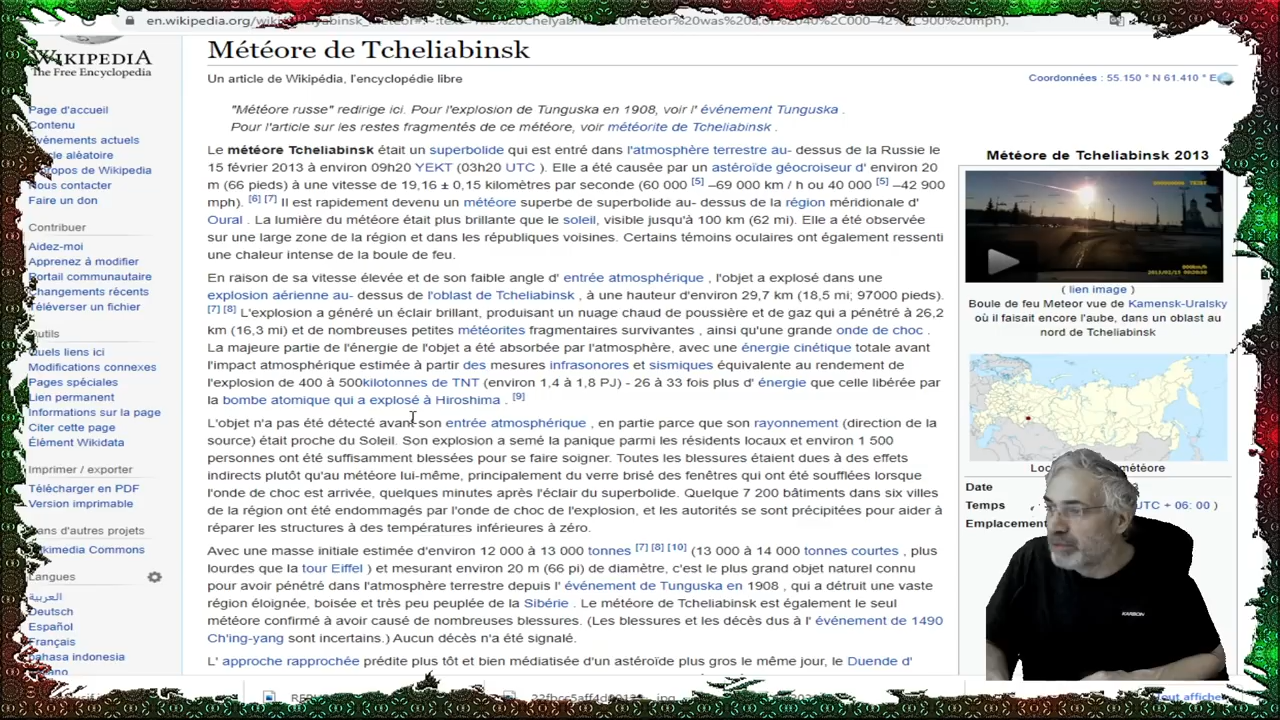 en.wikipedia.org/wiki/
WIKIPEDIA
The Free Encyclopedia
Page d'accueil
Contenu
Nous contacter
Faire un don
Contribuer
Aidez-moi
Apprenez à modifier
Portail communautaire
Changements récents
Téléverser un fichier
Outils
Quels liens ici
Modifications connexes
Pages spéciales
Lien permanent
Informations sur la page
Citer cette page
Élément Wikidata
Imprimer / exporter
Télécharger en PDF
Version imprimable
Dans d'autres projets
Wikimedia Commons
Langues
العربية
Deutsch
Español
Français
bahasa indonesia
Météore de Tcheliabinsk
Un article de Wikipédia, l'encyclopédie libre
Coordonnées : 55.150 ° N 61.410 ° E
"Météore russe" redirige ici. Pour l'explosion de Tunguska en 1908, voir l' événement Tunguska .
Pour l'article sur les restes fragmentés de ce météore, voir météorite de Tcheliabinsk .
Le météore Tcheliabinsk était un superbolide qui est entré dans l'atmosphère terrestre au- dessus de la Russie le
15 février 2013 à environ 09h20 YEKT (03h20 UTC ). Elle a été causée par un astéroïde géocroiseur d' environ 20
m (66 pieds) à une vitesse de 19,16 ± 0,15 kilomètres par seconde (60 000 [5] –69 000 km / h ou 40 000 [5] –42 900
mph). [6] [7] Il est rapidement devenu un météore superbe de superbolide au- dessus de la région méridionale d'
Oural . La lumière du météore était plus brillante que le soleil, visible jusqu'à 100 km (62 mi). Elle a été observée
sur une large zone de la région et dans les républiques voisines. Certains témoins oculaires ont également ressenti
une chaleur intense de la boule de feu.
En raison de sa vitesse élevée et de son faible angle d' entrée atmosphérique , l'objet a explosé dans une
explosion aérienne au- dessus de l'oblast de Tcheliabinsk , à une hauteur d'environ 29,7 km (18,5 mi; 97000 pieds).
[7] [8] L'explosion a généré un éclair brillant, produisant un nuage chaud de poussière et de gaz qui a pénétré à 26,2
km (16,3 mi) et de nombreuses petites météorites fragmentaires survivantes , ainsi qu'une grande onde de choc .
La majeure partie de l'énergie de l'objet a été absorbée par l'atmosphère, avec une énergie cinétique totale avant
l'impact atmosphérique estimée à partir des mesures infrasonores et sismiques équivalente au rendement de
l'explosion de 400 à 500kilotonnes de TNT (environ 1,4 à 1,8 PJ) - 26 à 33 fois plus d' énergie que celle libérée par
la bombe atomique qui a explosé à Hiroshima . [9]
L'objet n'a pas été détecté avant son entrée atmosphérique , en partie parce que son rayonnement (direction de la
source) était proche du Soleil. Son explosion a semé la panique parmi les résidents locaux et environ 1 500
personnes ont été suffisamment blessées pour se faire soigner. Toutes les blessures étaient dues à des effets
indirects plutôt qu'au météore lui-même, principalement du verre brisé des fenêtres qui ont été soufflées lorsque
l'onde de choc est arrivée, quelques minutes après l'éclair du superbolide. Quelque 7 200 bâtiments dans six villes
de la région ont été endommagés par l'onde de choc de l'explosion, et les autorités se sont précipitées pour aider à
réparer les structures à des températures inférieures à zéro.
Avec une masse initiale estimée d'environ 12 000 à 13 000 tonnes [7] [8] [10] (13 000 à 14 000 tonnes courtes , plus
lourdes que la tour Eiffel ) et mesurant environ 20 m (66 pi) de diamètre, c'est le plus grand objet naturel connu
pour avoir pénétré dans l'atmosphère terrestre depuis l' événement de Tunguska en 1908 , qui a détruit une vaste
région éloignée, boisée et très peu peuplée de la Sibérie . Le météore de Tcheliabinsk est également le seul
météore confirmé à avoir causé de nombreuses blessures. (Les blessures et les décès dus à l' événement de 1490
Ch'ing-yang sont incertains.) Aucun décès n'a été signalé.
L' approche rapprochée prédite plus tôt et bien médiatisée d'un astéroïde plus gros le même jour, le Duende d'
Météore de Tcheliabinsk 2013
( lien image )
Boule de feu Meteor vue de Kamensk-Uralsky
où il faisait encore l'aube, dans un oblast au
nord de Tcheliabinsk
météore
Date
Temps UTC + 06: 00 )
Emplacement
KARBON